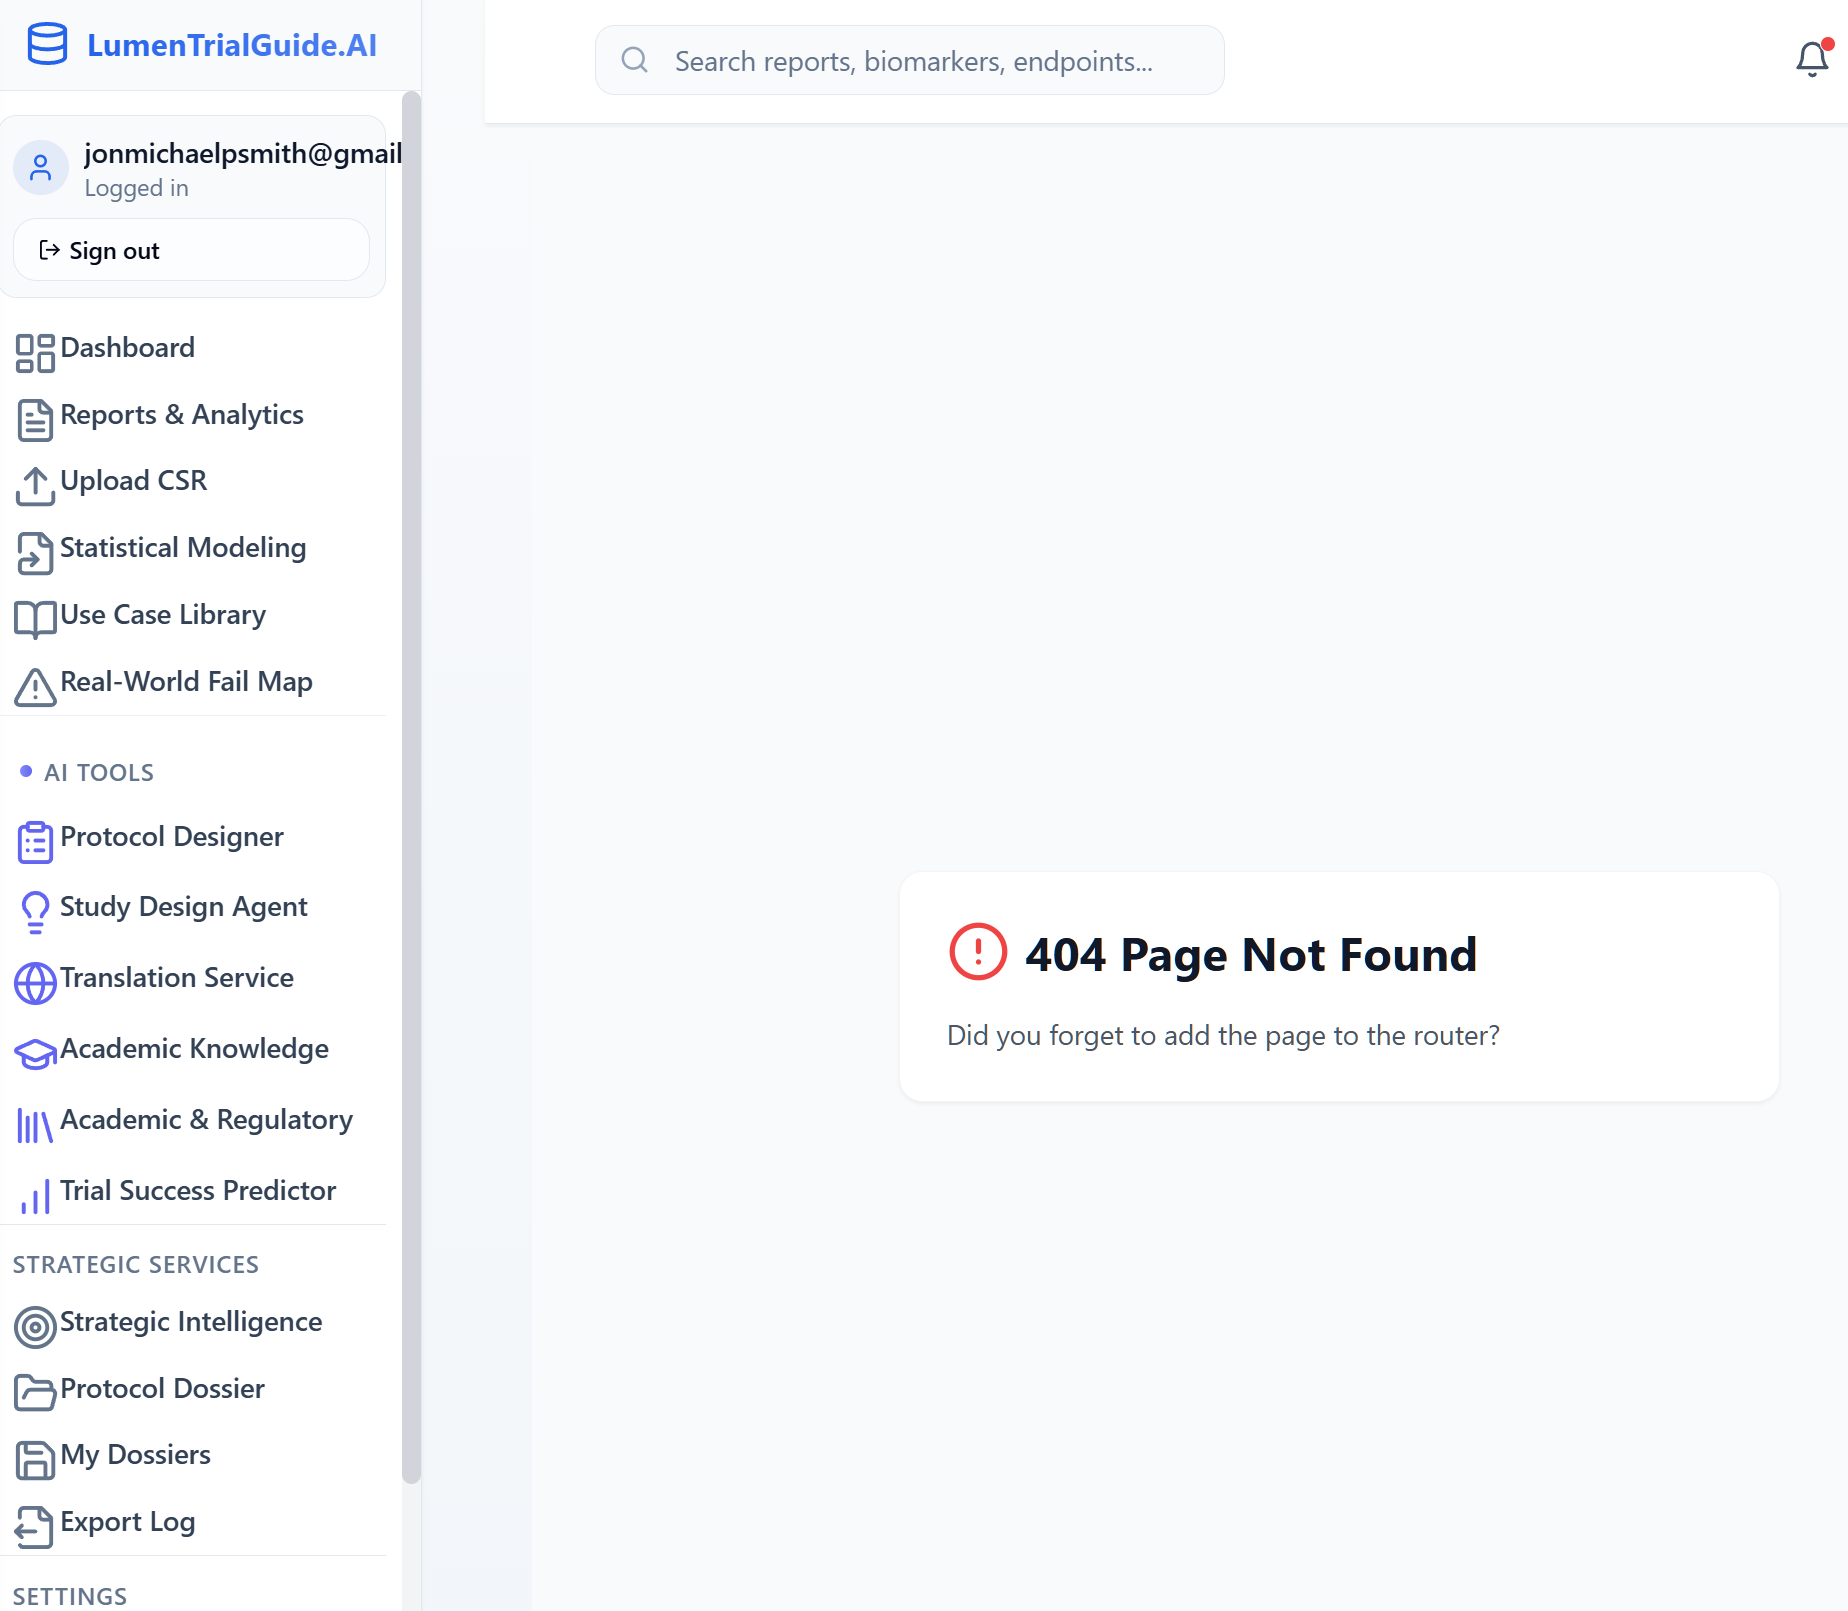 LumenTrialGuide.AI
Search reports, biomarkers, endpoints...
jonmichaelpsmith@gmail
Logged in
Sign out
Dashboard
Reports & Analytics
Upload CSR
Statistical Modeling
Use Case Library
Real-World Fail Map
AI TOOLS
Protocol Designer
Study Design Agent
Translation Service
Academic Knowledge
Academic & Regulatory
Trial Success Predictor
STRATEGIC SERVICES
Strategic Intelligence
Protocol Dossier
My Dossiers
Export Log
SETTINGS
404 Page Not Found
Did you forget to add the page to the router?